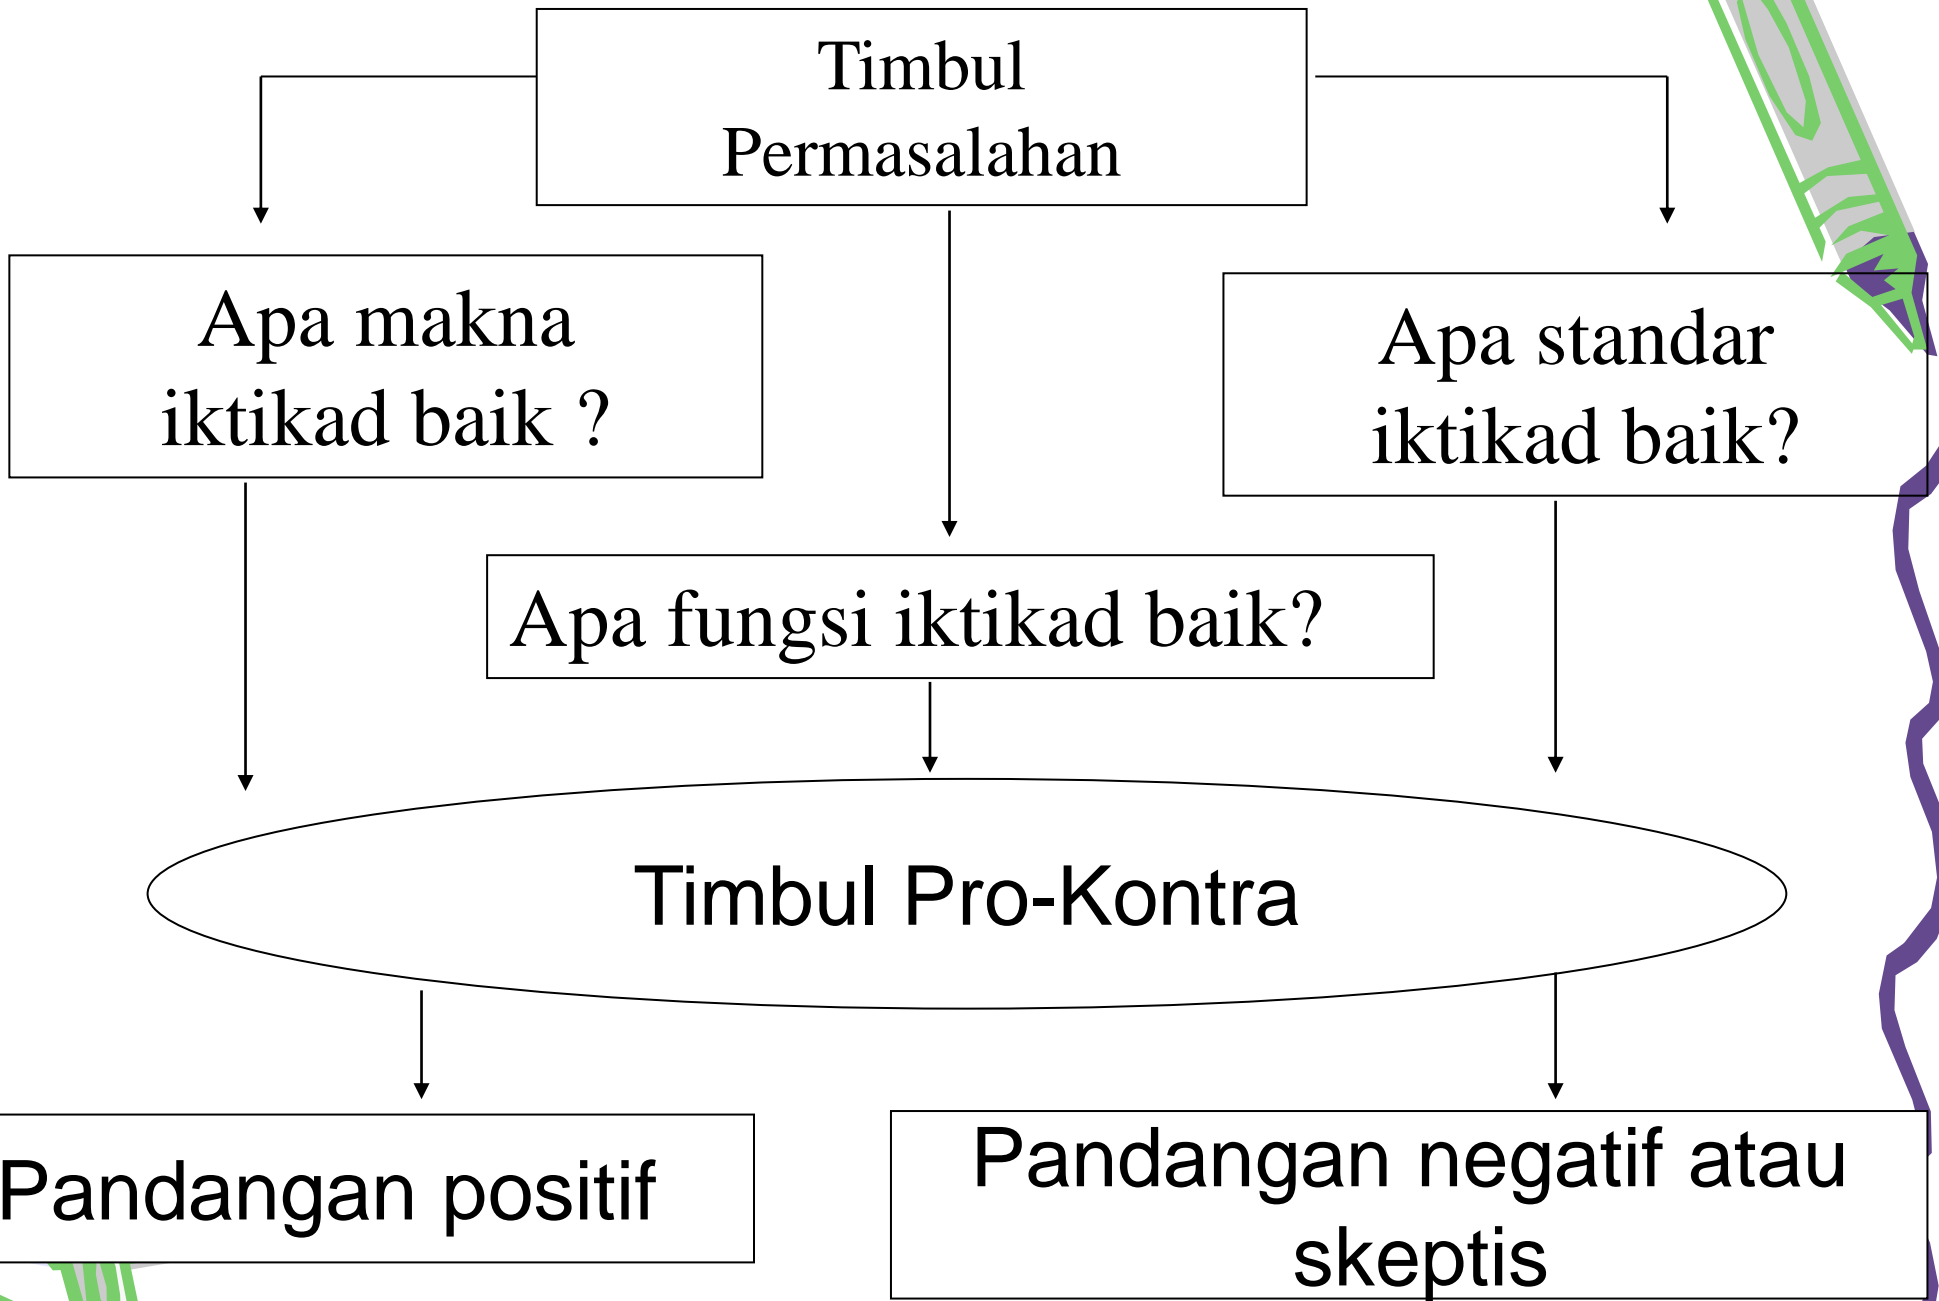 Timbul
Permasalahan
Apa makna
iktikad baik ?
Apa standar
iktikad baik?
Apa fungsi iktikad baik?
Timbul Pro-Kontra
Pandangan positif
Pandangan negatif atau
skeptis